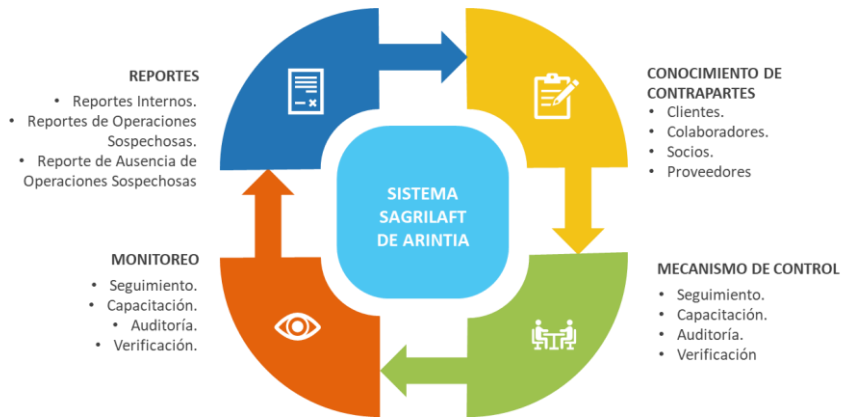 REPORTES
• Reportes Internos.
• Reportes de Operaciones
Sospechosas.
• Reporte de Ausencia de
Operaciones Sospechosas
CONOCIMIENTO DE
CONTRAPARTES
• Clientes.
• Colaboradores.
• Socios.
• Proveedores
SISTEMA
SAGRILAFT
DE ARINTIA
MONITOREO
• Seguimiento.
• Capacitación.
• Auditoría.
• Verificación.
MECANISMO DE CONTROL
• Seguimiento.
• Capacitación.
• Auditoría.
• Verificación